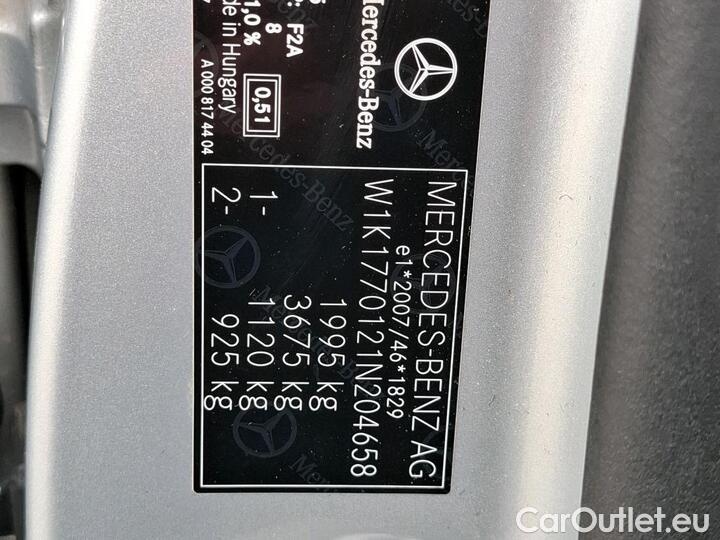 MERCEDES-BENZ AG
e1*2007/46*1829
W1K1770121N204658
1995 kg
3675 kg
1- 1120 kg
2- 925 kg
Mercedes-Benz
F2A
8
1,0 %
in Hungary
0,51
A 000 817 44 04
CarOutlet.eu